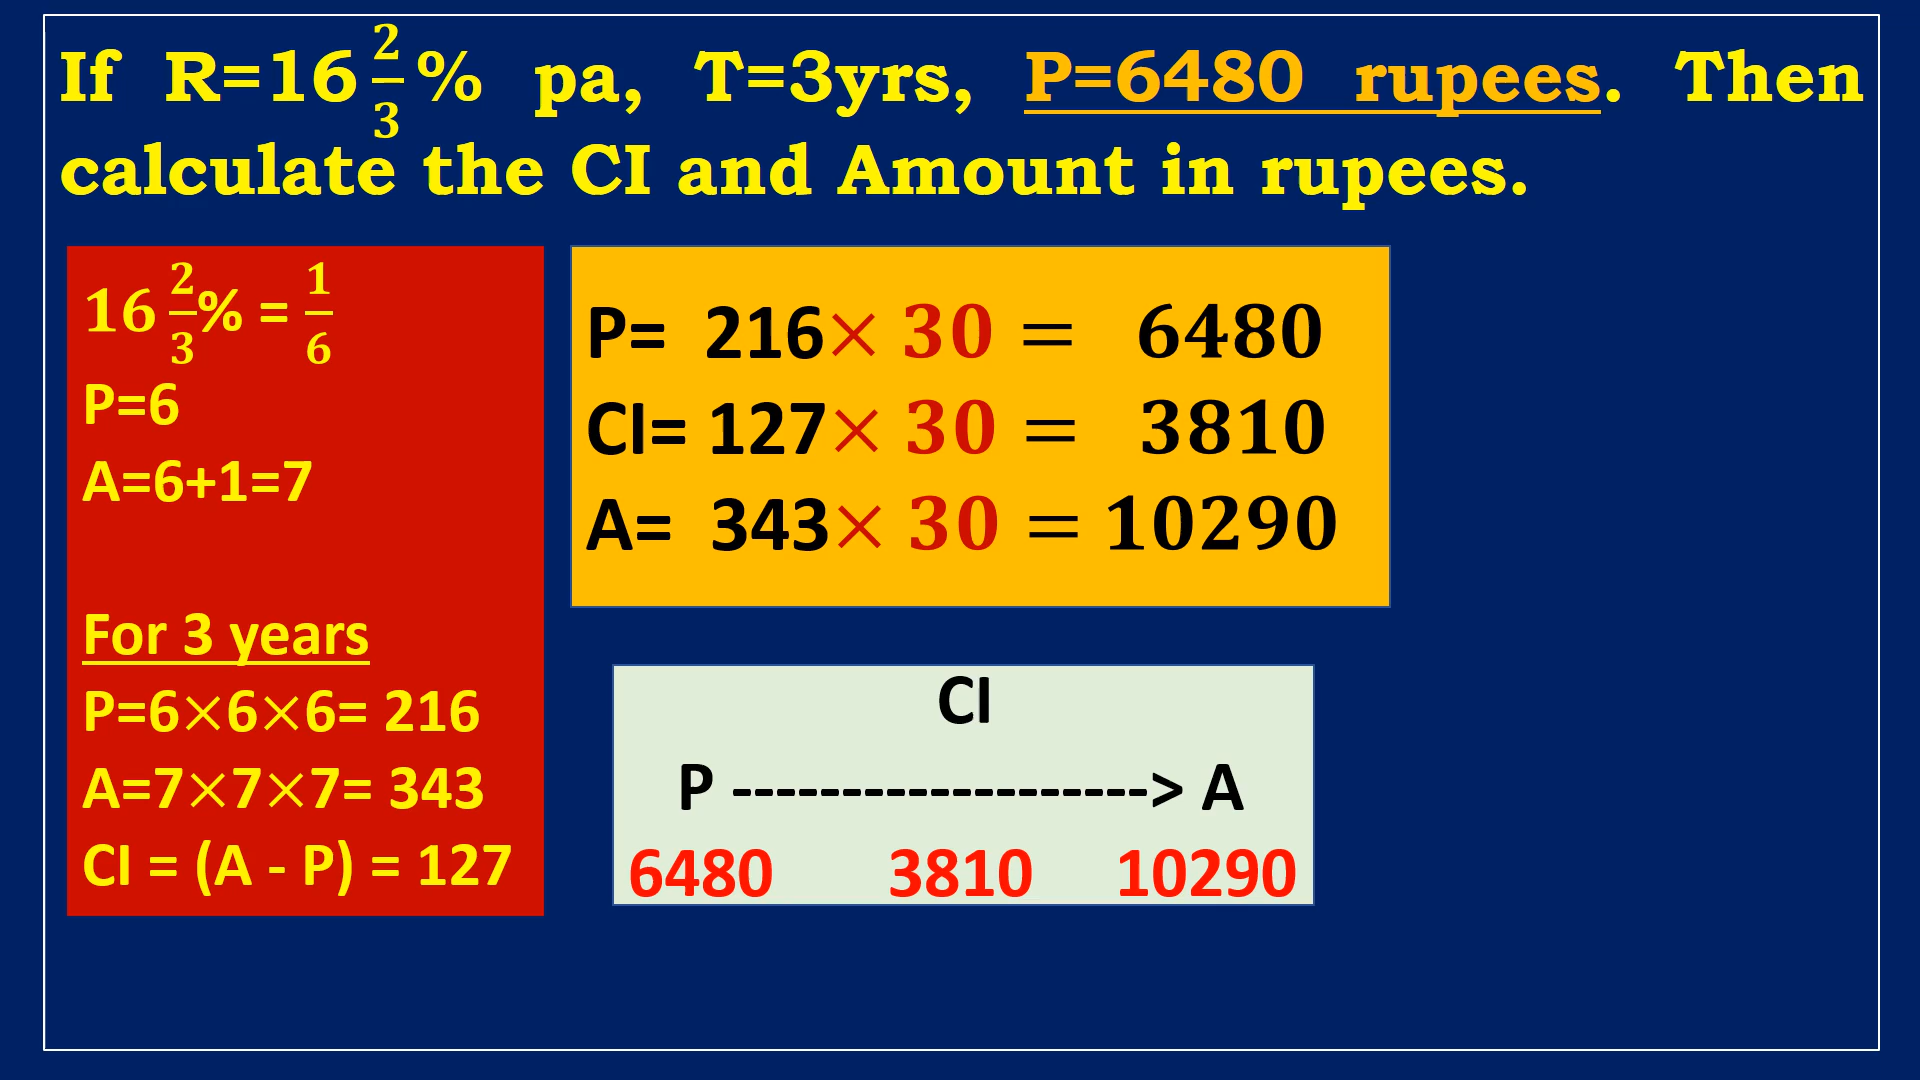 If R=16 2/3 % pa, T=3yrs, P=6480 rupees. Then
calculate the CI and Amount in rupees.
16 2/3% = 1/6
P=6
A=6+1=7
For 3 years
P=6×6×6= 216
A=7×7×7= 343
CI = (A - P) = 127
P= 216× 30 = 6480
CI= 127× 30 = 3810
A= 343× 30 = 10290
CI
P -------------------> A
6480 3810 10290